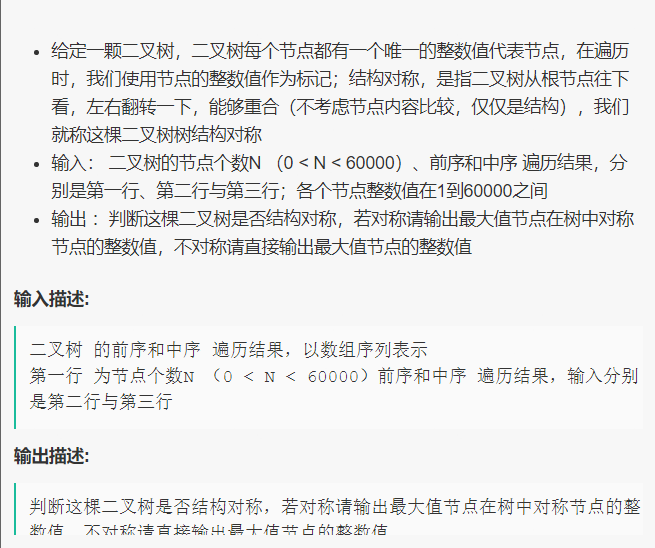 给定一颗二叉树，二叉树每个节点都有一个唯一的整数值代表节点，在遍历
时，我们使用节点的整数值作为标记；结构对称，是指二叉树从根节点往下
看，左右翻转一下，能够重合（不考虑节点内容比较，仅仅是结构），我们
就称这棵二叉树树结构对称
输入： 二叉树的节点个数N （0 < N < 60000）、前序和中序 遍历结果，分
别是第一行、第二行与第三行；各个节点整数值在1到60000之间
输出 ：判断这棵二叉树是否结构对称，若对称请输出最大值节点在树中对称
节点的整数值，不对称请直接输出最大值节点的整数值
输入描述:
二叉树 的前序和中序 遍历结果，以数组序列表示
第一行 为节点个数N （0 < N < 60000）前序和中序 遍历结果，输入分别
是第二行与第三行
输出描述:
判断这棵二叉树是否结构对称，若对称请输出最大值节点在树中对称节点的整
数值，不对称请直接输出最大值节点的整数值